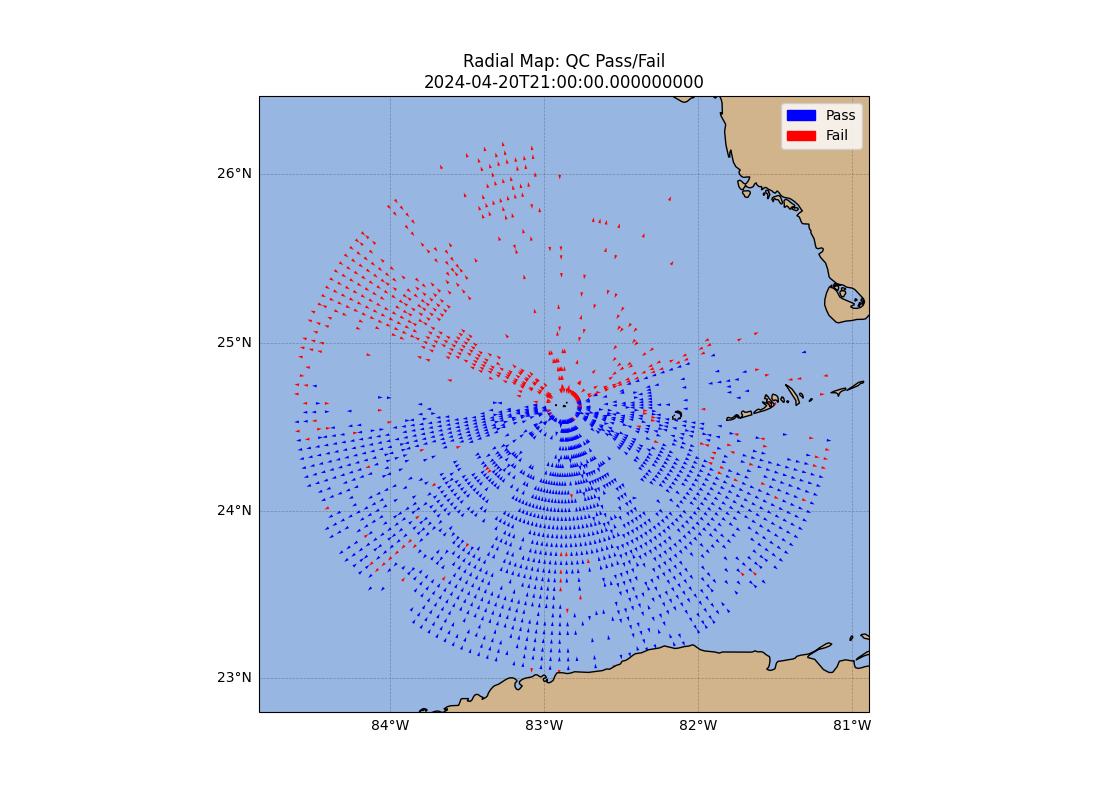 Radial Map: QC Pass/Fail
2024-04-20T21:00:00.000000000
Pass
Fail
26°N
25°N
24°N
23°N
84°W
83°W
82°W
81°W